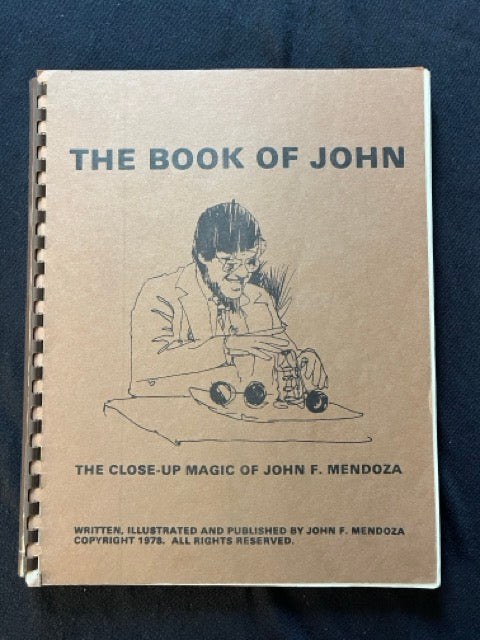 THE BOOK OF JOHN
THE CLOSE-UP MAGIC OF JOHN F. MENDOZA
WRITTEN, ILLUSTRATED AND PUBLISHED BY JOHN F. MENDOZA
COPYRIGHT 1978. ALL RIGHTS RESERVED.